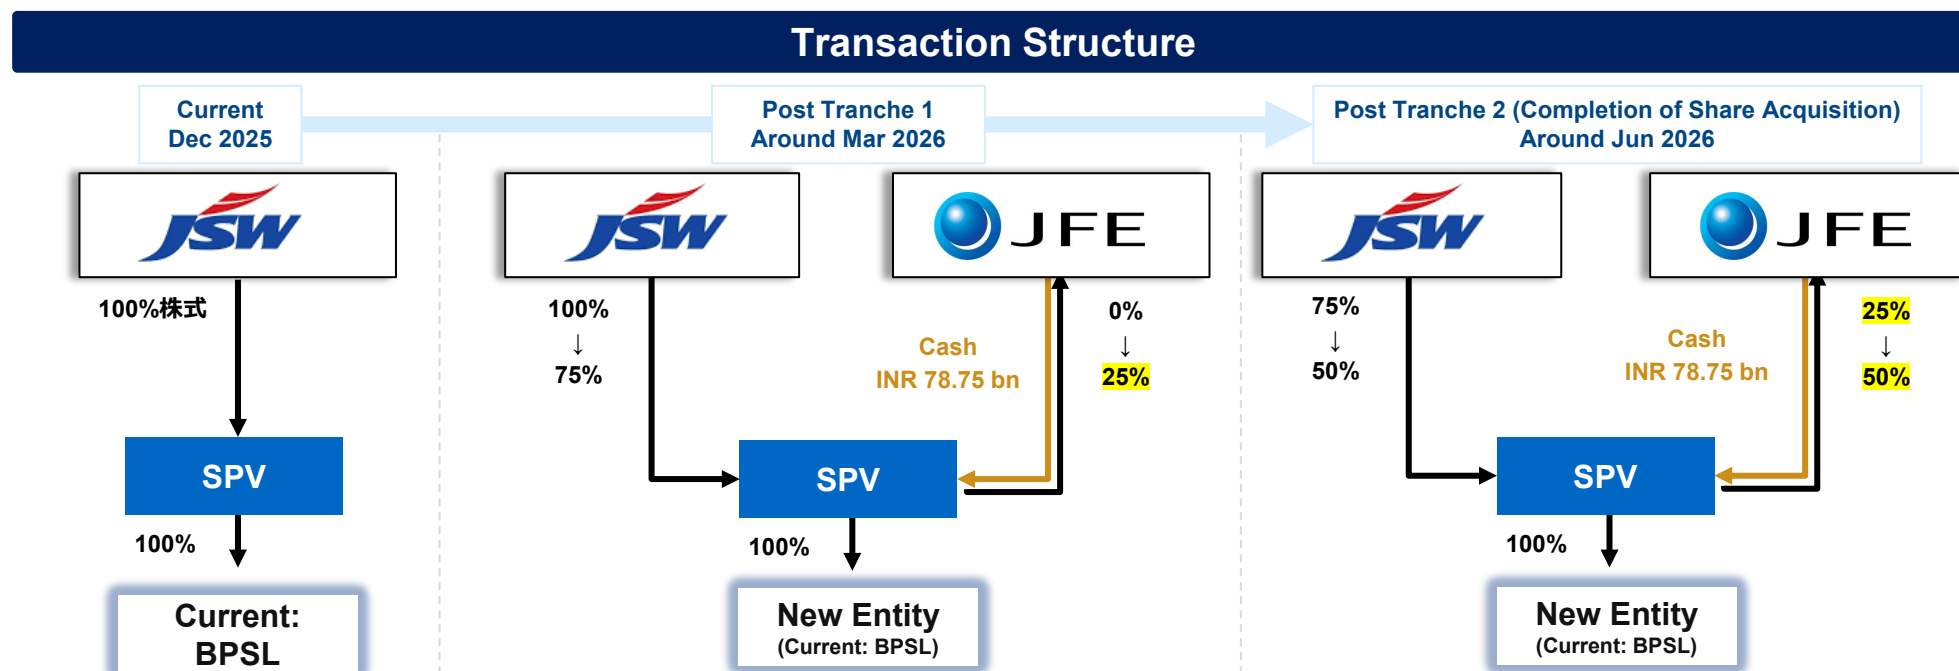 Transaction Structure
Current
Dec 2025
Post Tranche 1
Around Mar 2026
Post Tranche 2 (Completion of Share Acquisition)
Around Jun 2026
JSW
100%株式
SPV
100%
Current:
BPSL
JSW
JFE
100%
↓
75%
Cash
INR 78.75 bn
0%
↓
25%
SPV
100%
New Entity
(Current: BPSL)
JSW
JFE
75%
↓
50%
Cash
INR 78.75 bn
25%
↓
50%
SPV
100%
New Entity
(Current: BPSL)